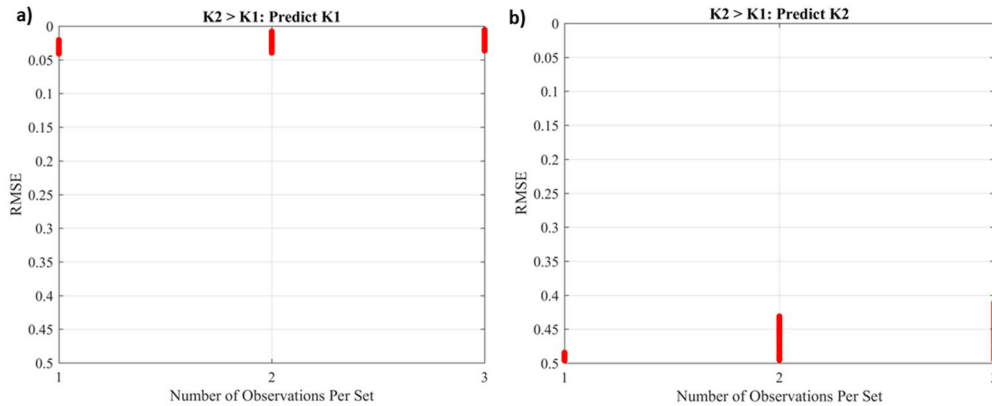 a)
K2 > K1: Predict K1
0
0.05
0.1
0.15
0.2
0.25
0.3
0.35
0.4
0.45
0.5
RMSE
1 2 3
Number of Observations Per Set
b)
K2 > K1: Predict K2
0
0.05
0.1
0.15
0.2
0.25
0.3
0.35
0.4
0.45
0.5
RMSE
1 2
Number of Observations Per Set